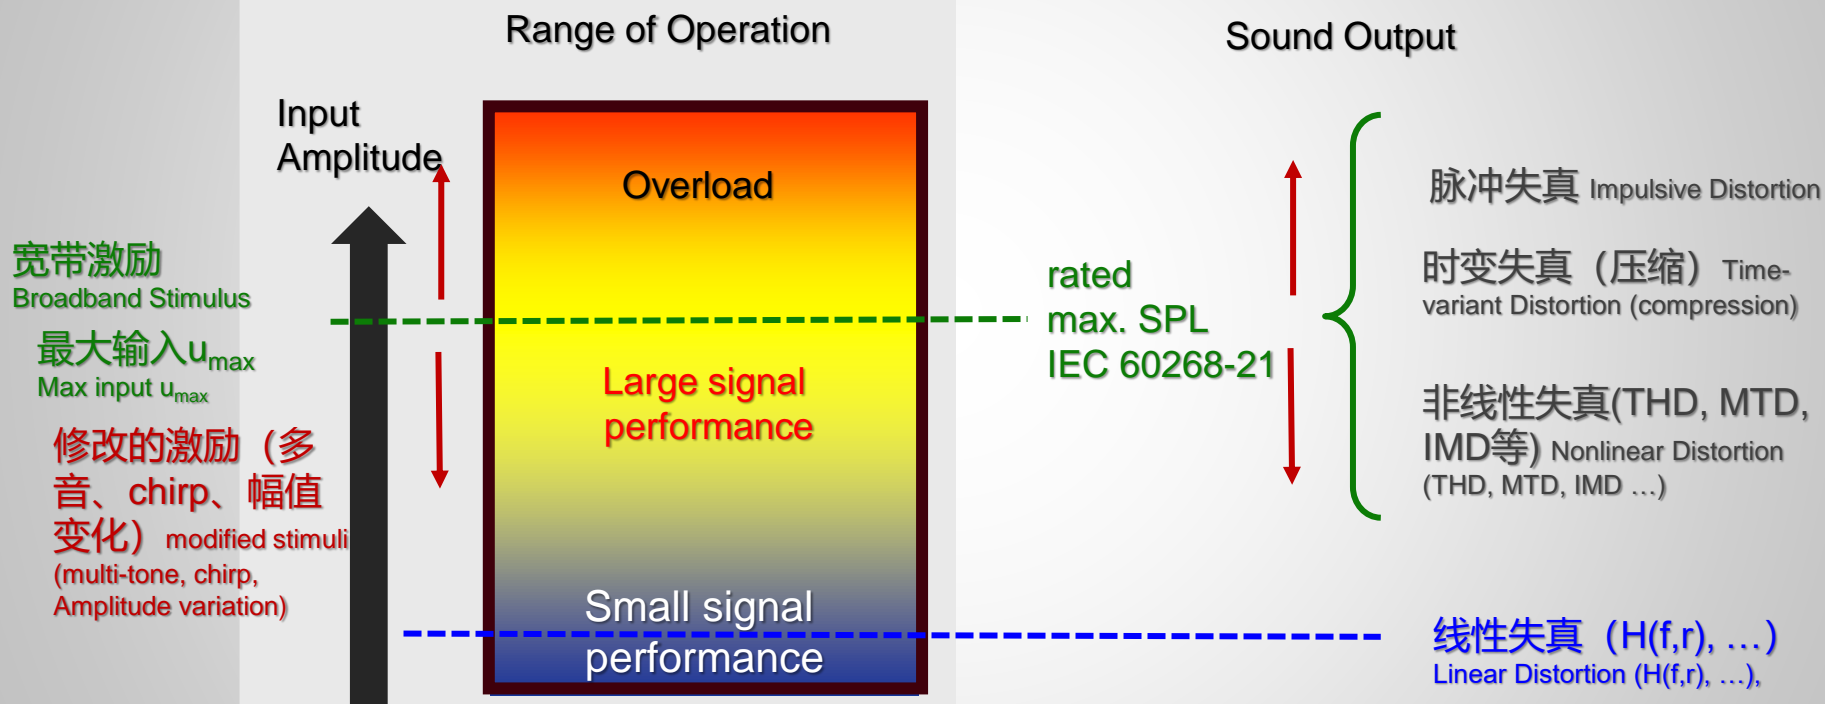 Range of Operation
Sound Output
Input
Amplitude
宽带激励
Broadband Stimulus
最大输入umax
Max input umax
修改的激励（多
音、chirp、幅值
变化）modified stimuli
(multi-tone, chirp,
Amplitude variation)
Overload
Large signal
performance
Small signal
performance
rated
max. SPL
IEC 60268-21
脉冲失真 Impulsive Distortion
时变失真（压缩）Time-
variant Distortion (compression)
非线性失真(THD, MTD,
IMD等) Nonlinear Distortion
(THD, MTD, IMD …)
线性失真（H(f,r), …)
Linear Distortion (H(f,r), …),